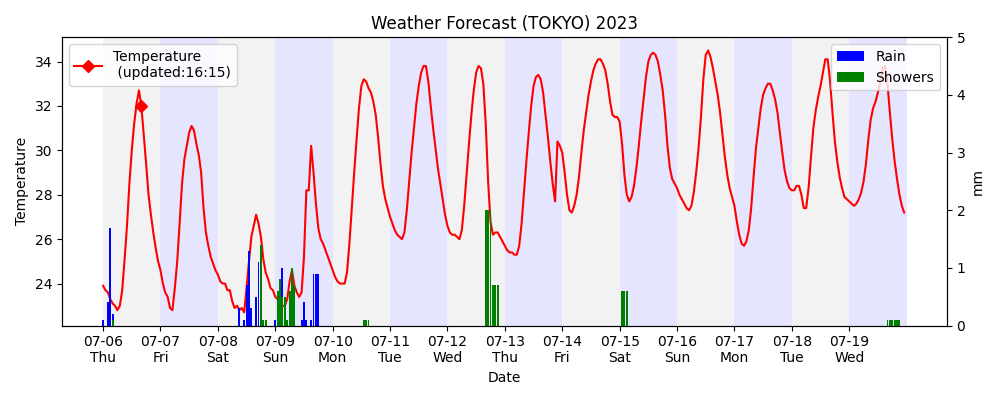 Weather Forecast (TOKYO) 2023
Temperature
(updated:16:15)
Rain
Showers
Temperature
34
32
30
28
26
24
5
4
3
2
1
0
mm
07-06 07-07 07-08 07-09 07-10 07-11 07-12 07-13 07-14 07-15 07-16 07-17 07-18 07-19
Thu Fri Sat Sun Mon Tue Wed Thu Fri Sat Sun Mon Tue Wed
Date